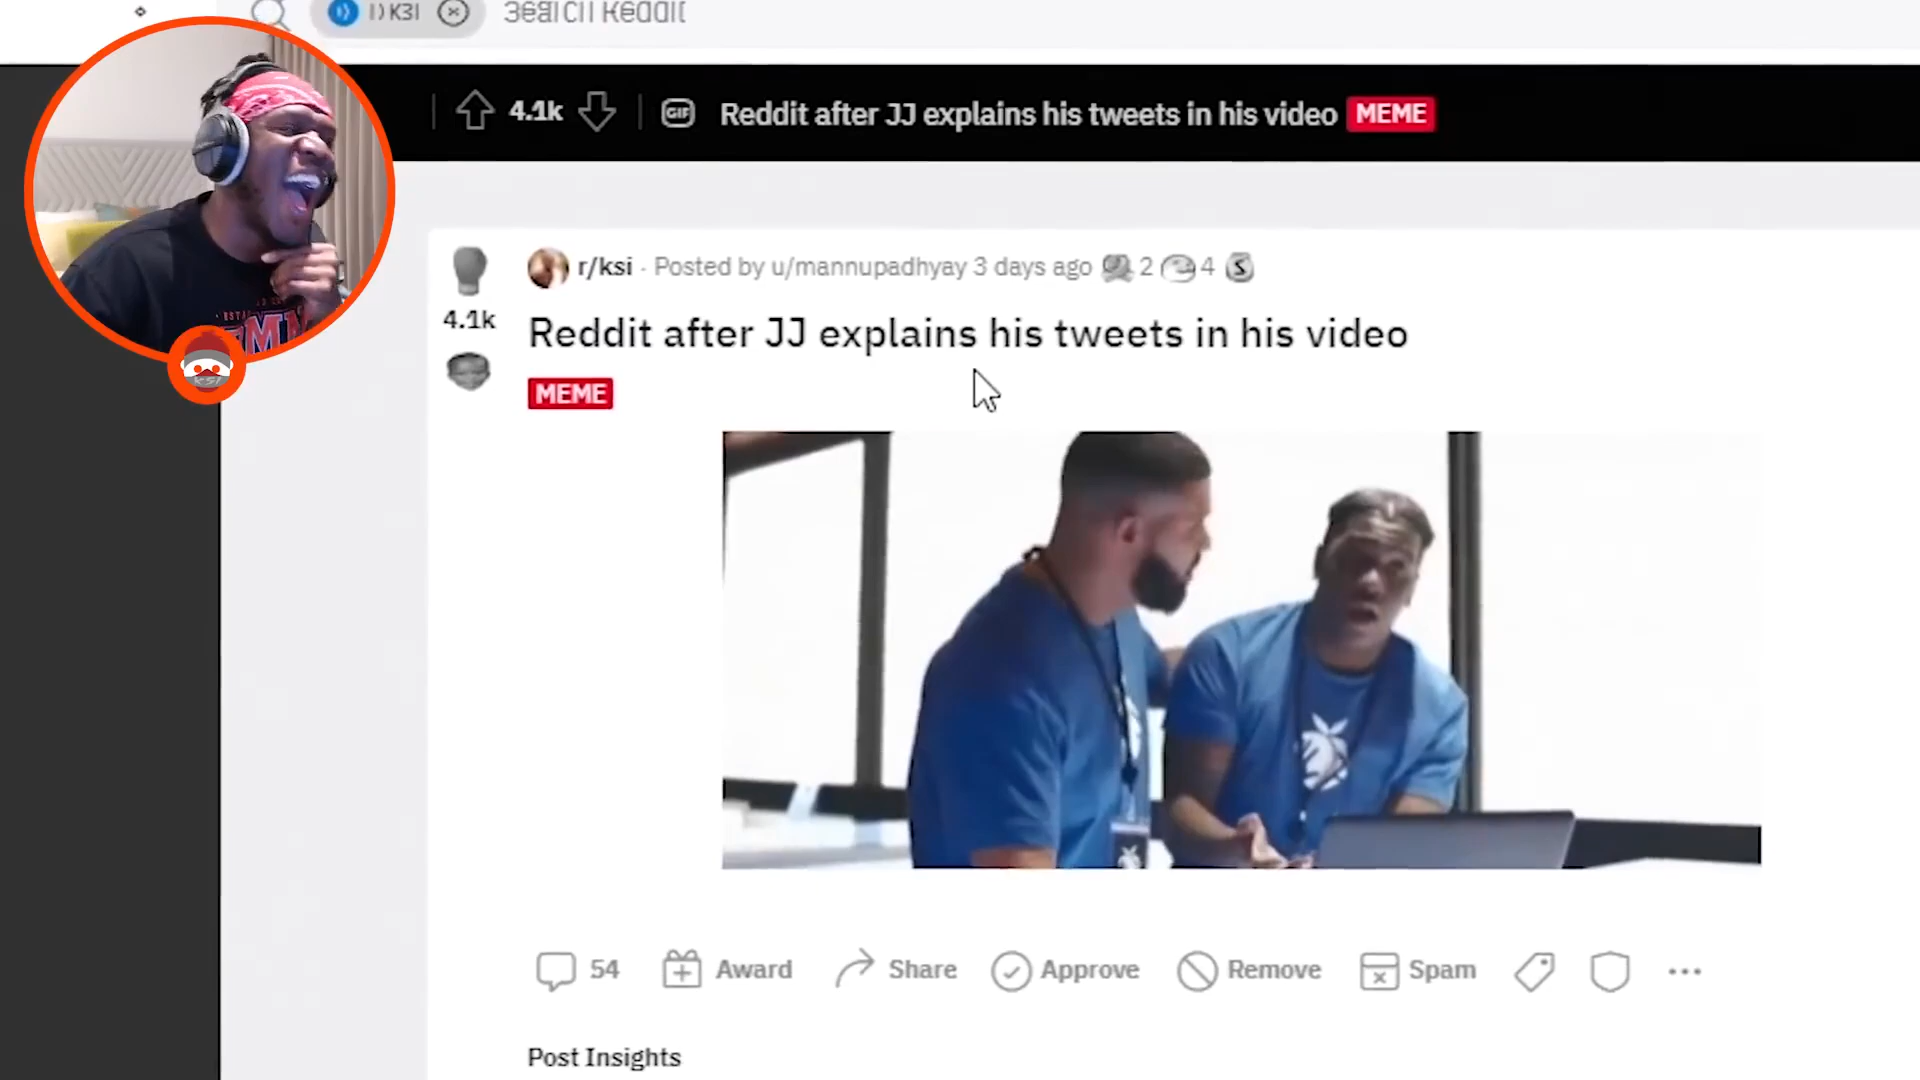 Search Reddit
4.1k
GIF
Reddit after JJ explains his tweets in his video MEME
r/ksi · Posted by u/mannupadhyay 3 days ago 2 4 S
4.1k
Reddit after JJ explains his tweets in his video
MEME
KSI
54 Award Share Approve Remove Spam ...
Post Insights